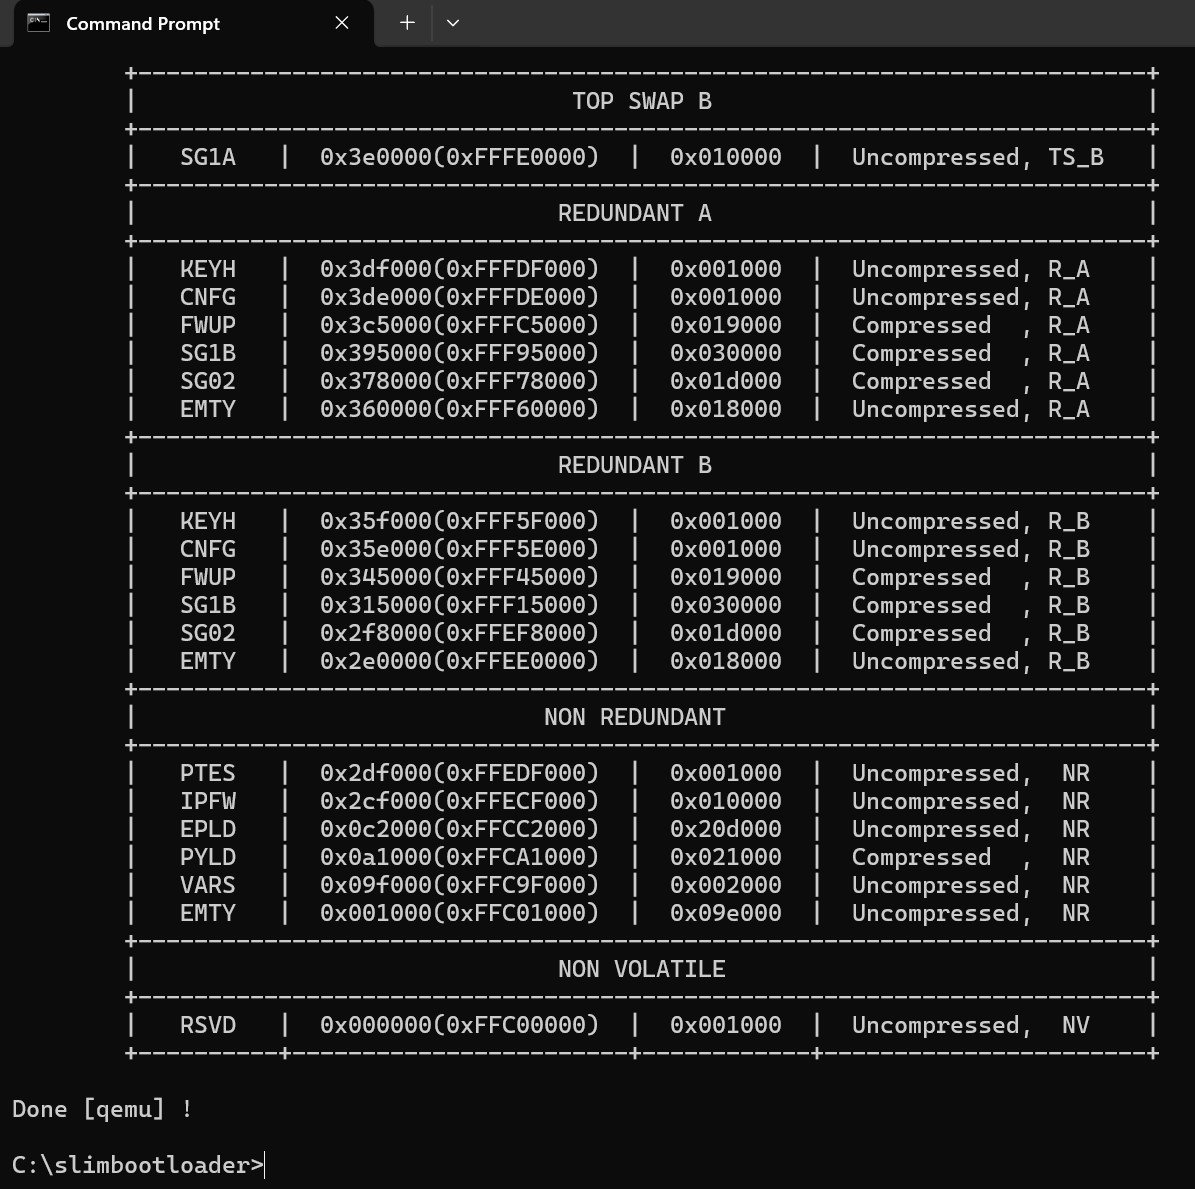 Command Prompt
+------------------------------------------------------------------------+
|                               TOP SWAP B                               |
+------------------------------------------------------------------------+
|   SG1A   |  0x3e0000(0xFFFE0000)  |  0x010000  |  Uncompressed, TS_B   |
+------------------------------------------------------------------------+
|                              REDUNDANT A                               |
+------------------------------------------------------------------------+
|   KEYH   |  0x3df000(0xFFFDF000)  |  0x001000  |  Uncompressed, R_A    |
|   CNFG   |  0x3de000(0xFFFDE000)  |  0x001000  |  Uncompressed, R_A    |
|   FWUP   |  0x3c5000(0xFFFC5000)  |  0x019000  |  Compressed  , R_A    |
|   SG1B   |  0x395000(0xFFF95000)  |  0x030000  |  Compressed  , R_A    |
|   SG02   |  0x378000(0xFFF78000)  |  0x01d000  |  Compressed  , R_A    |
|   EMTY   |  0x360000(0xFFF60000)  |  0x018000  |  Uncompressed, R_A    |
+------------------------------------------------------------------------+
|                              REDUNDANT B                               |
+------------------------------------------------------------------------+
|   KEYH   |  0x35f000(0xFFF5F000)  |  0x001000  |  Uncompressed, R_B    |
|   CNFG   |  0x35e000(0xFFF5E000)  |  0x001000  |  Uncompressed, R_B    |
|   FWUP   |  0x345000(0xFFF45000)  |  0x019000  |  Compressed  , R_B    |
|   SG1B   |  0x315000(0xFFF15000)  |  0x030000  |  Compressed  , R_B    |
|   SG02   |  0x2f8000(0xFFEF8000)  |  0x01d000  |  Compressed  , R_B    |
|   EMTY   |  0x2e0000(0xFFEE0000)  |  0x018000  |  Uncompressed, R_B    |
+------------------------------------------------------------------------+
|                             NON REDUNDANT                              |
+------------------------------------------------------------------------+
|   PTES   |  0x2df000(0xFFEDF000)  |  0x001000  |  Uncompressed,  NR    |
|   IPFW   |  0x2cf000(0xFFECF000)  |  0x010000  |  Uncompressed,  NR    |
|   EPLD   |  0x0c2000(0xFFCC2000)  |  0x20d000  |  Uncompressed,  NR    |
|   PYLD   |  0x0a1000(0xFFCA1000)  |  0x021000  |  Compressed  ,  NR    |
|   VARS   |  0x09f000(0xFFC9F000)  |  0x002000  |  Uncompressed,  NR    |
|   EMTY   |  0x001000(0xFFC01000)  |  0x09e000  |  Uncompressed,  NR    |
+------------------------------------------------------------------------+
|                              NON VOLATILE                              |
+------------------------------------------------------------------------+
|   RSVD   |  0x000000(0xFFC00000)  |  0x001000  |  Uncompressed,  NV    |
+----------+------------------------+------------+-----------------------+
Done [qemu] !
C:\slimbootloader>